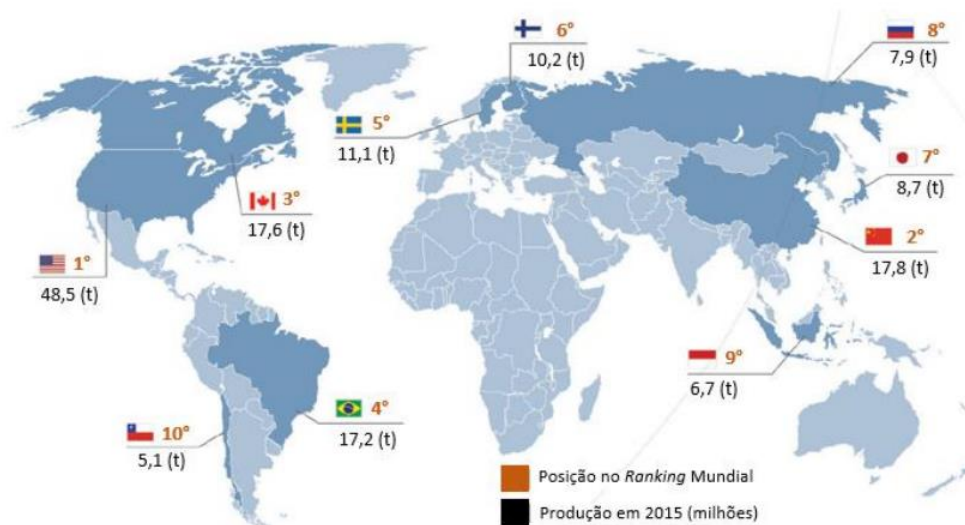 6°
10,2 (t)
8°
7,9 (t)
5°
11,1 (t)
7°
8,7 (t)
3°
17,6 (t)
2°
17,8 (t)
1°
48,5 (t)
9°
6,7 (t)
4°
17,2 (t)
10°
5,1 (t)
Posição no Ranking Mundial
Produção em 2015 (milhões)